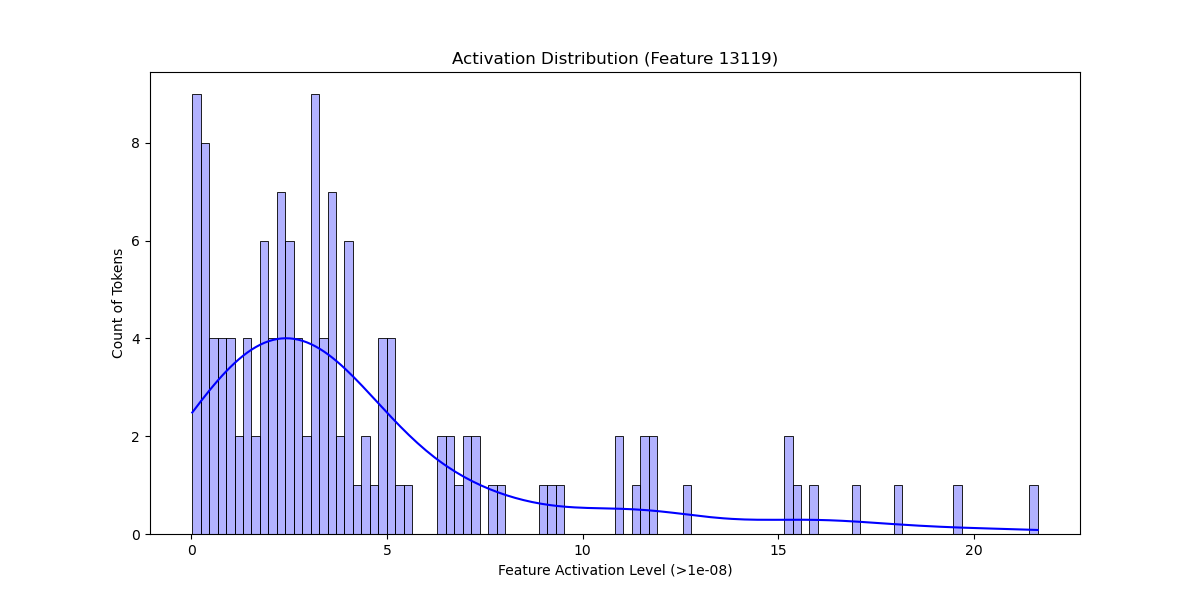 Activation Distribution (Feature 13119)
Count of Tokens
8
6
4
2
0
0 5 10 15 20
Feature Activation Level (>1e-08)